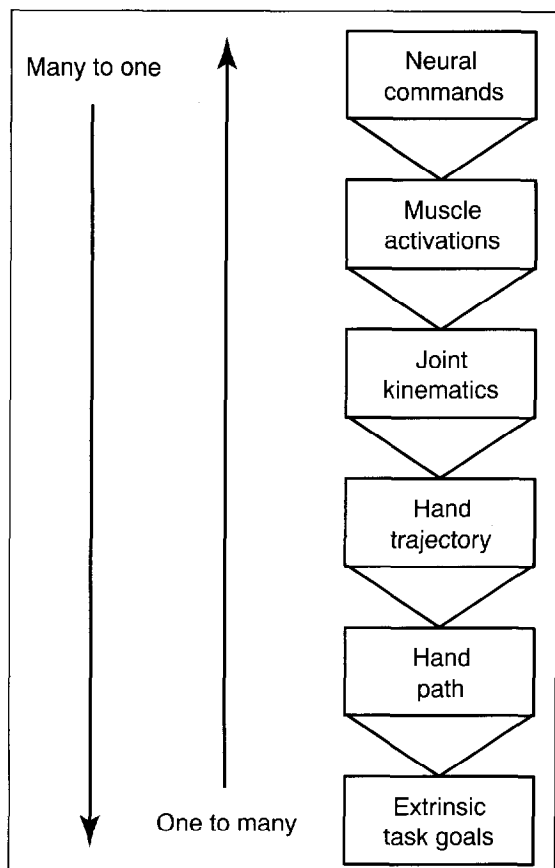 Many to one
Neural
commands
Muscle
activations
Joint
kinematics
Hand
trajectory
Hand
path
One to many
Extrinsic
task goals